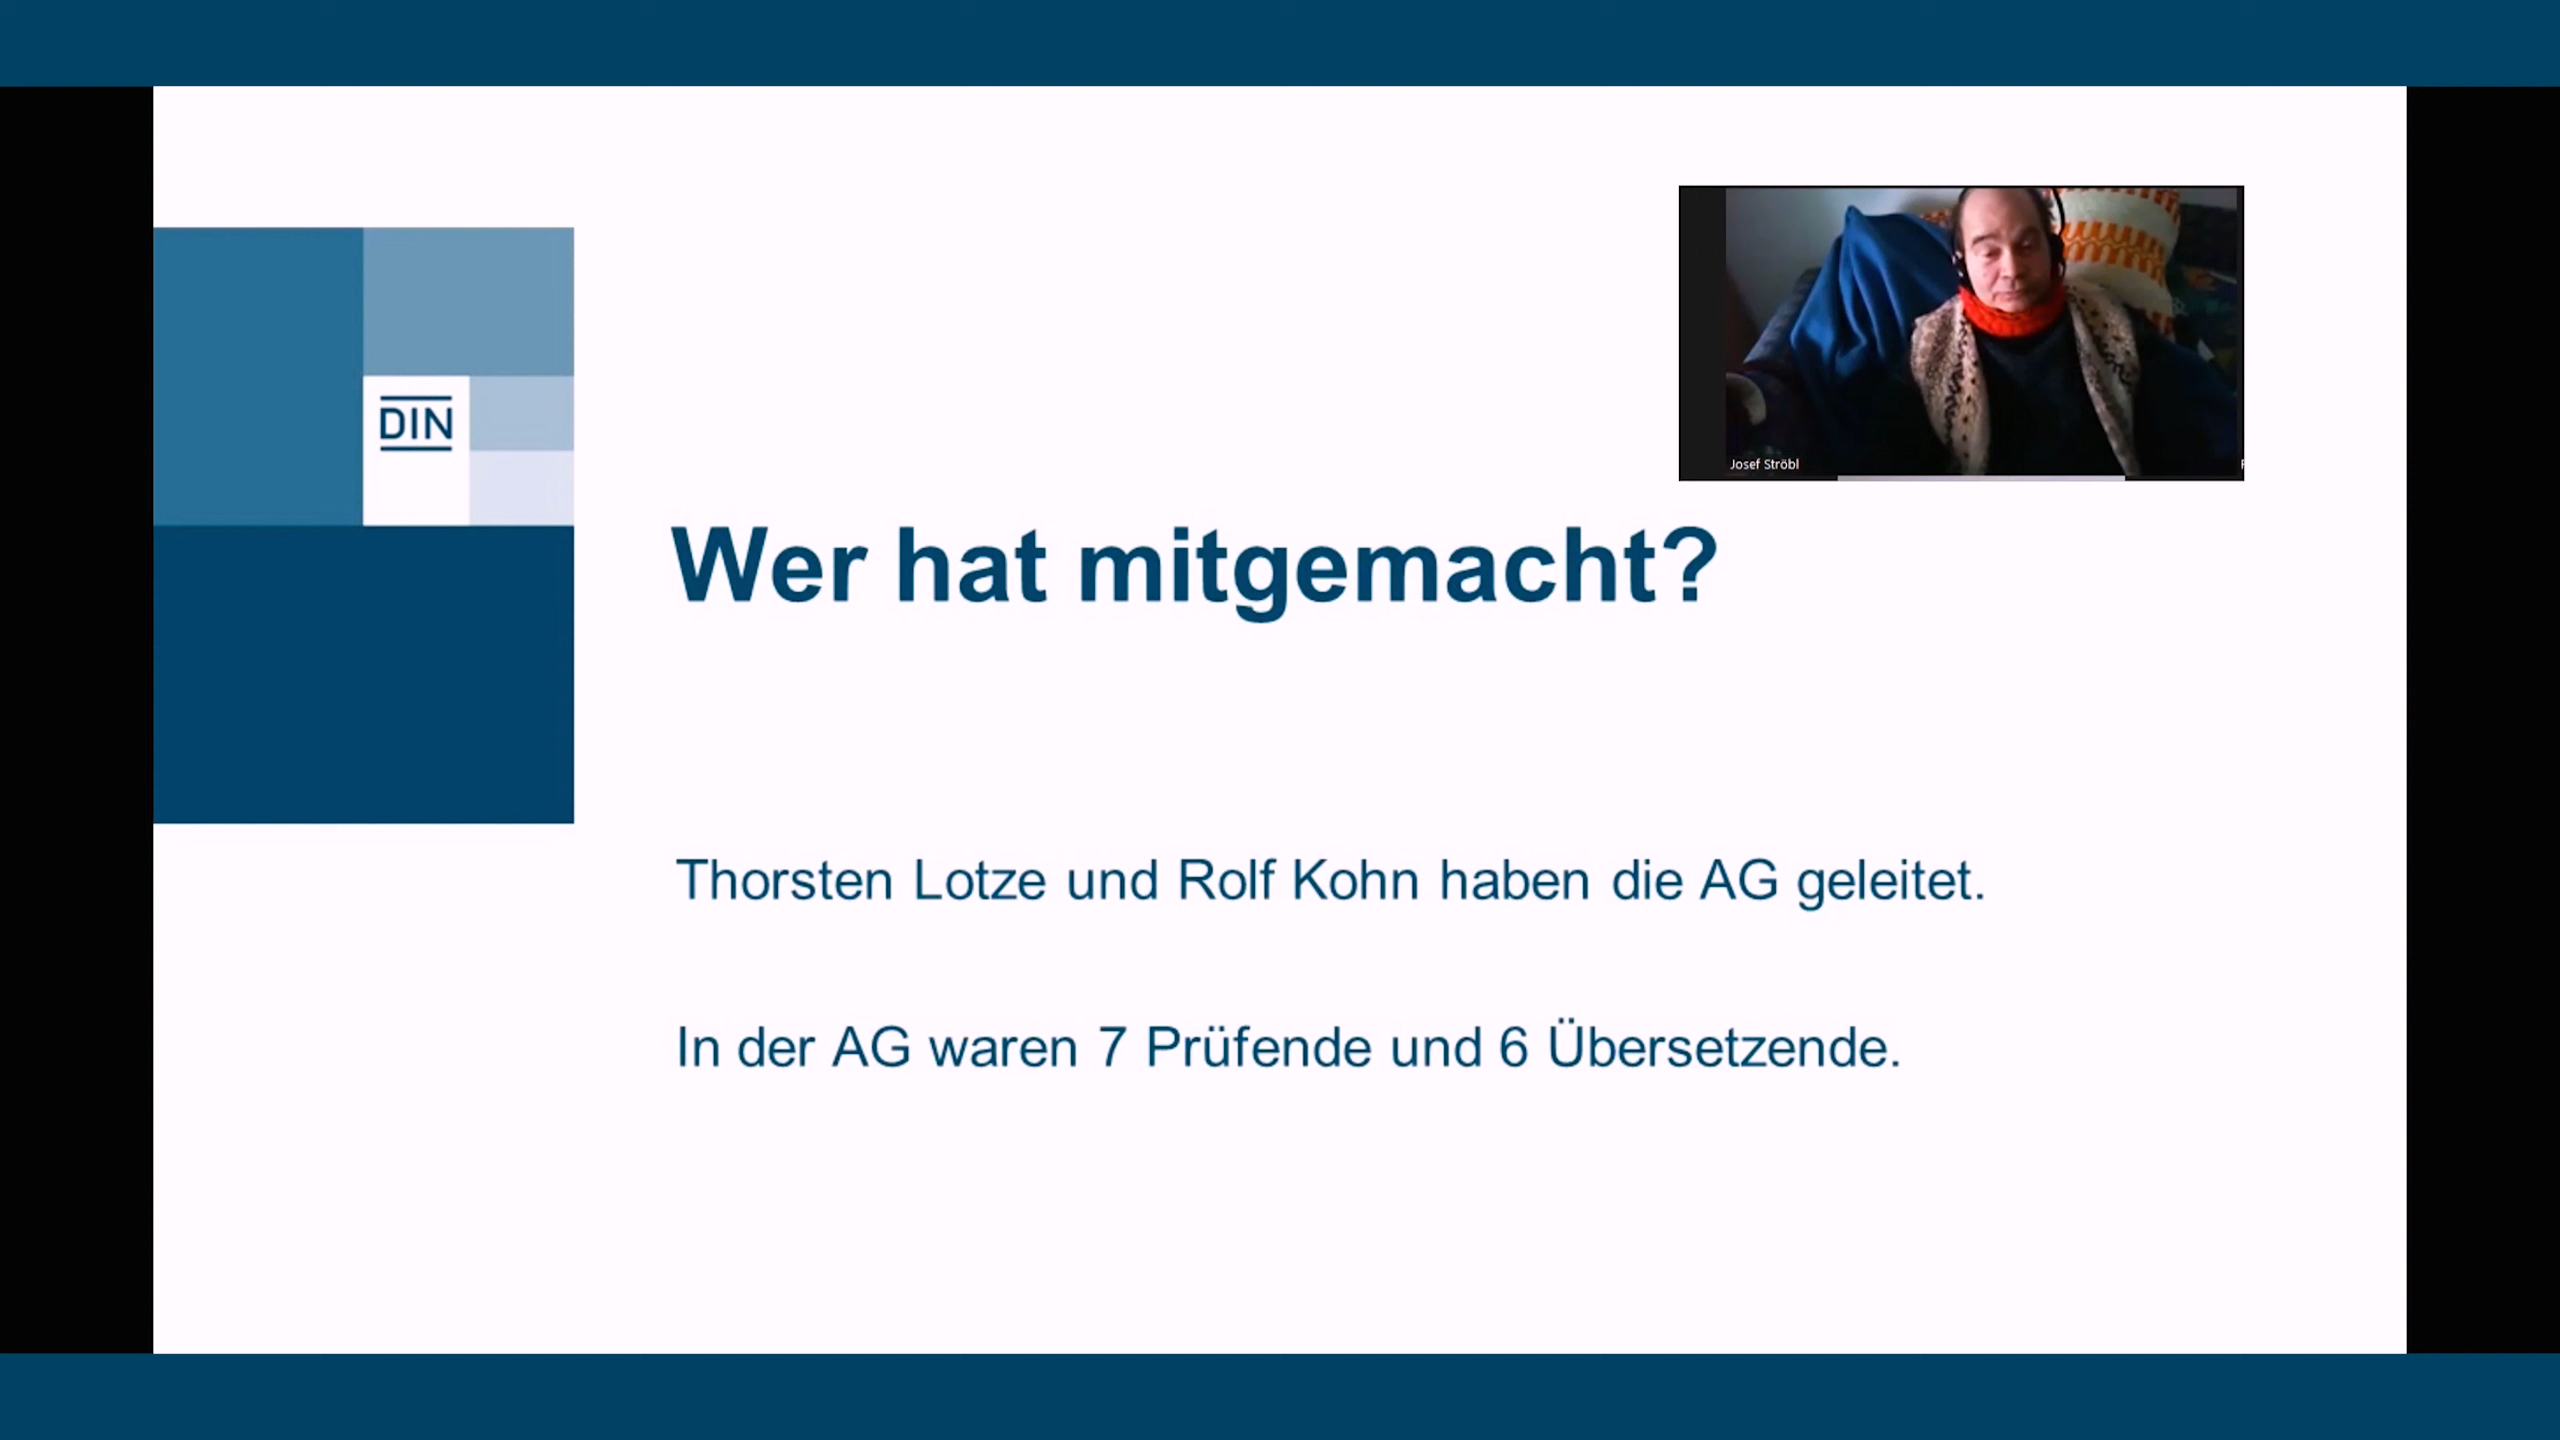 Josef Ströbl
DIN
Wer hat mitgemacht?
Thorsten Lotze und Rolf Kohn haben die AG geleitet.
In der AG waren 7 Prüfende und 6 Übersetzende.